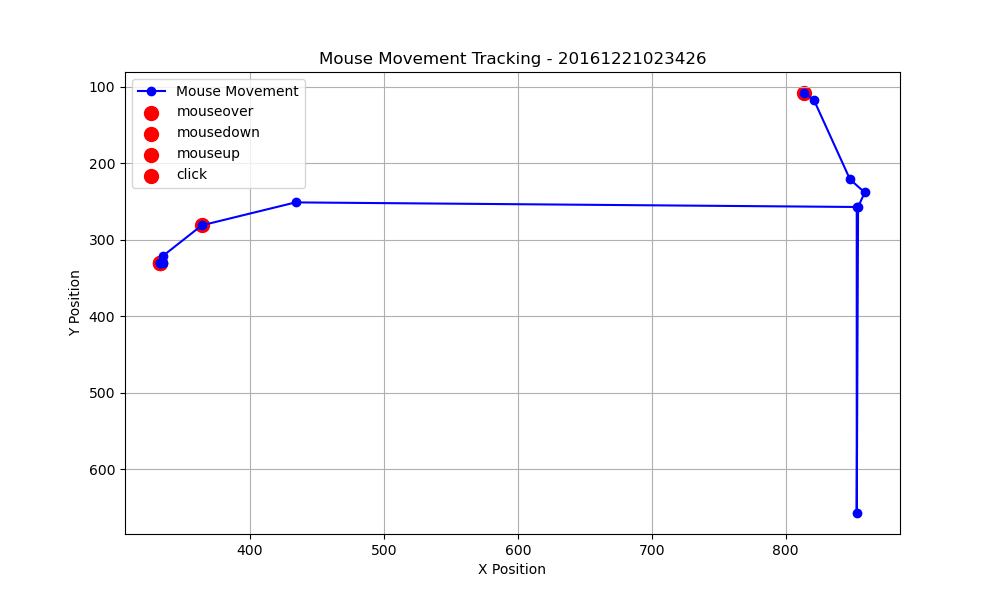 Mouse Movement Tracking - 20161221023426
Mouse Movement
mouseover
mousedown
mouseup
click
100
200
300
400
500
600
Y Position
400 500 600 700 800
X Position